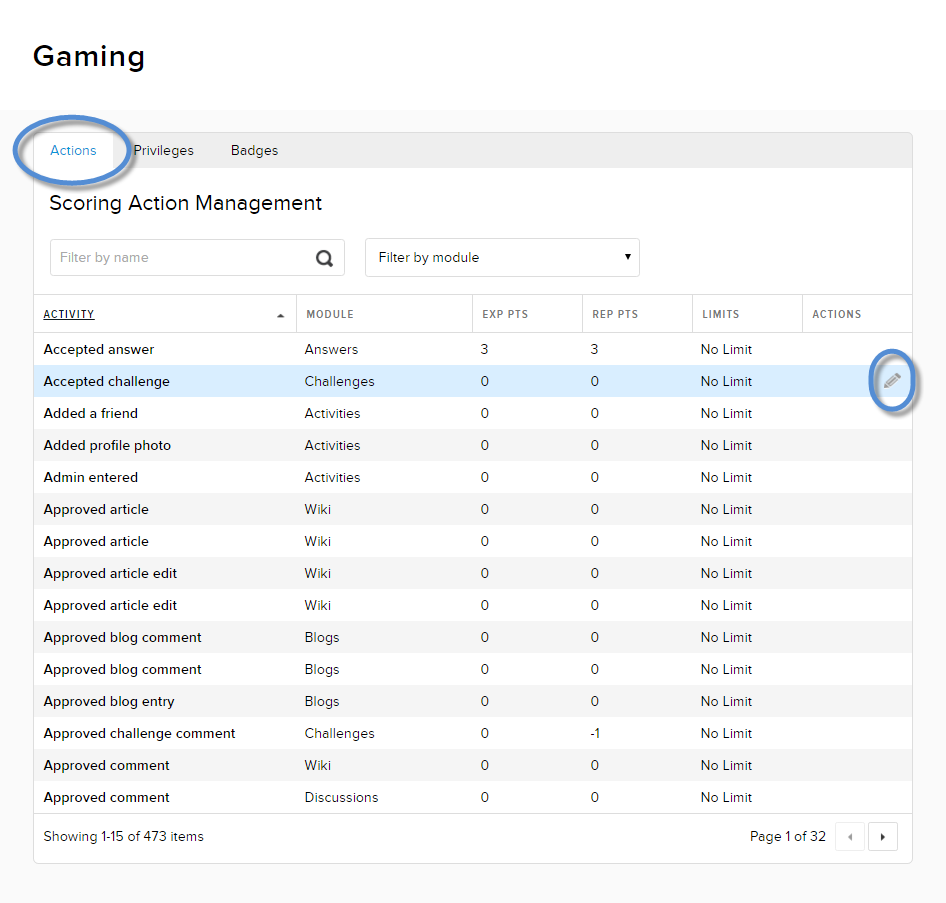 Gaming
Actions Privileges Badges
Scoring Action Management
Filter by name Filter by module
ACTIVITY MODULE EXP PTS REP PTS LIMITS ACTIONS
Accepted answer Answers 3 3 No Limit
Accepted challenge Challenges 0 0 No Limit
Added a friend Activities 0 0 No Limit
Added profile photo Activities 0 0 No Limit
Admin entered Activities 0 0 No Limit
Approved article Wiki 0 0 No Limit
Approved article Wiki 0 0 No Limit
Approved article edit Wiki 0 0 No Limit
Approved article edit Wiki 0 0 No Limit
Approved blog comment Blogs 0 0 No Limit
Approved blog comment Blogs 0 0 No Limit
Approved blog entry Blogs 0 0 No Limit
Approved challenge comment Challenges 0 -1 No Limit
Approved comment Wiki 0 0 No Limit
Approved comment Discussions 0 0 No Limit
Showing 1-15 of 473 items Page 1 of 32